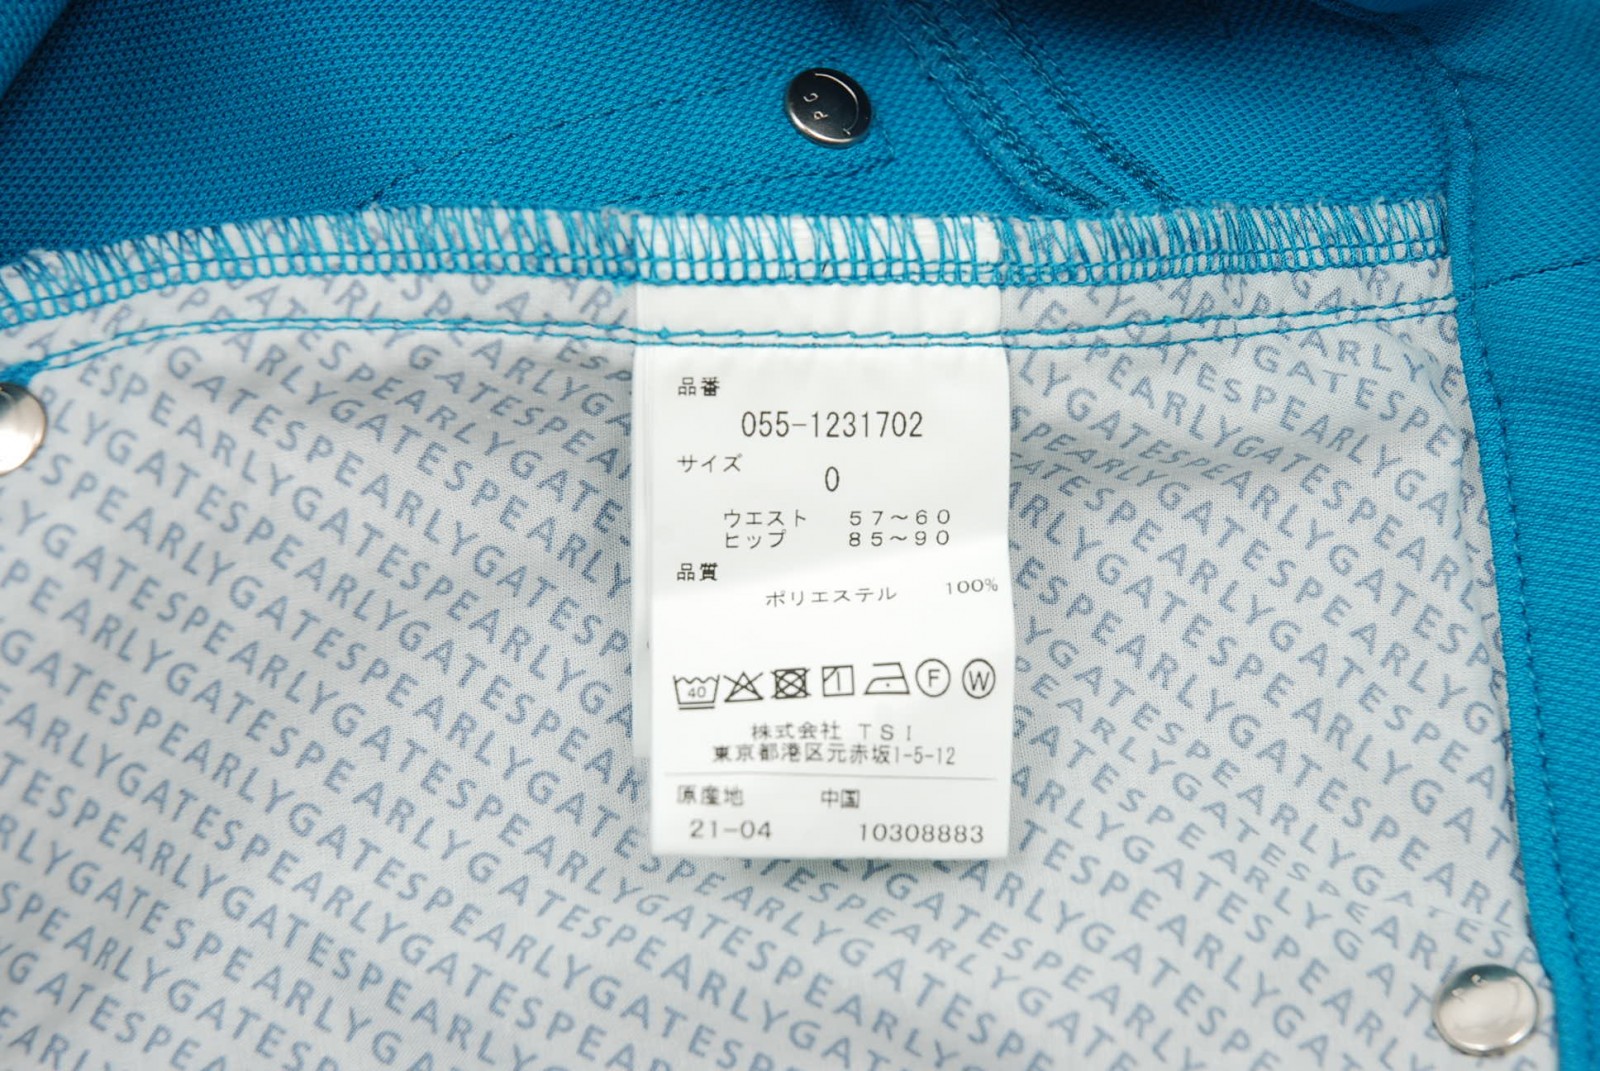 品番
055-1231702
サイズ
0
ウエスト 57～60
ヒップ 85～90
品質
ポリエステル 100%
40
F
W
株式会社 TSI
東京都港区元赤坂1-5-12
原産地 中国
21-04 10308883
PEARLYGATESPEARLYGATES